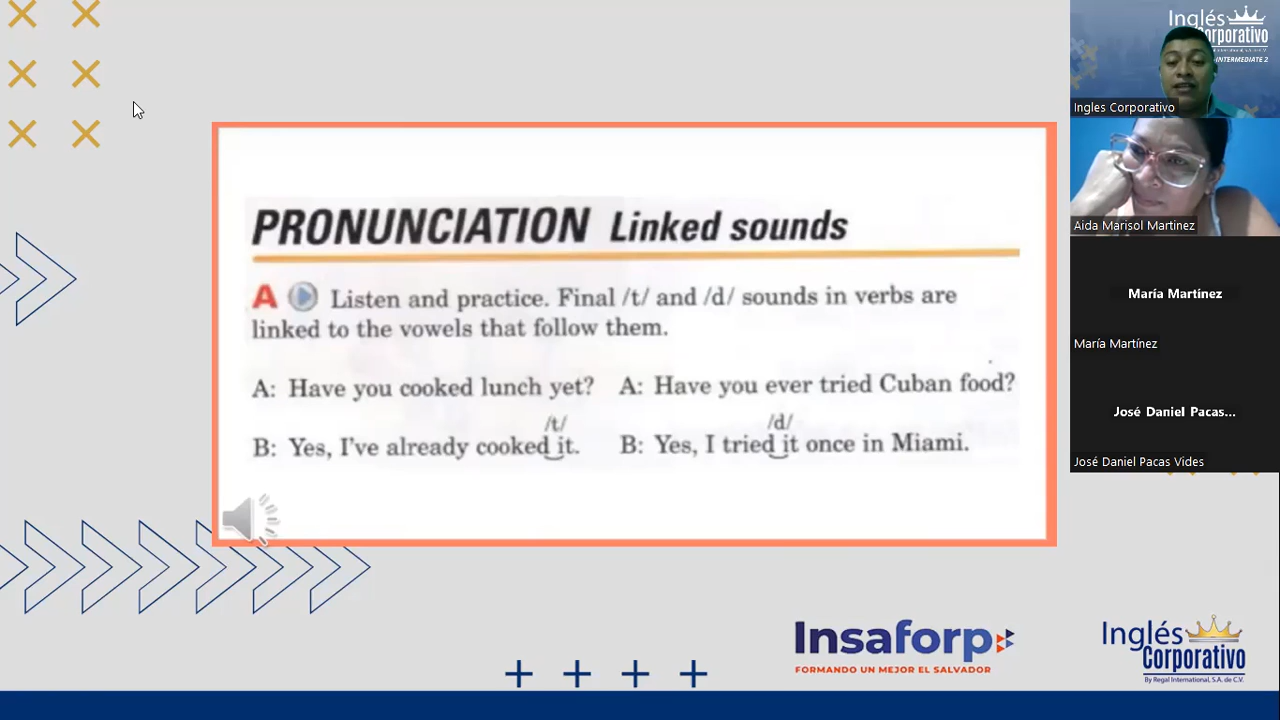 PRONUNCIATION Linked sounds
A Listen and practice. Final /t/ and /d/ sounds in verbs are
linked to the vowels that follow them.
A: Have you cooked lunch yet?
/t/
B: Yes, I've already cooked it.
A: Have you ever tried Cuban food?
/d/
B: Yes, I tried it once in Miami.
Insaforp
FORMANDO UN MEJOR EL SALVADOR
Inglés
Corporativo
By Regal International, S.A. de C.V.
Inglés
Corporativo
INTERMEDIATE 2
Ingles Corporativo
Aida Marisol Martinez
María Martínez
María Martínez
José Daniel Pacas...
José Daniel Pacas Vides